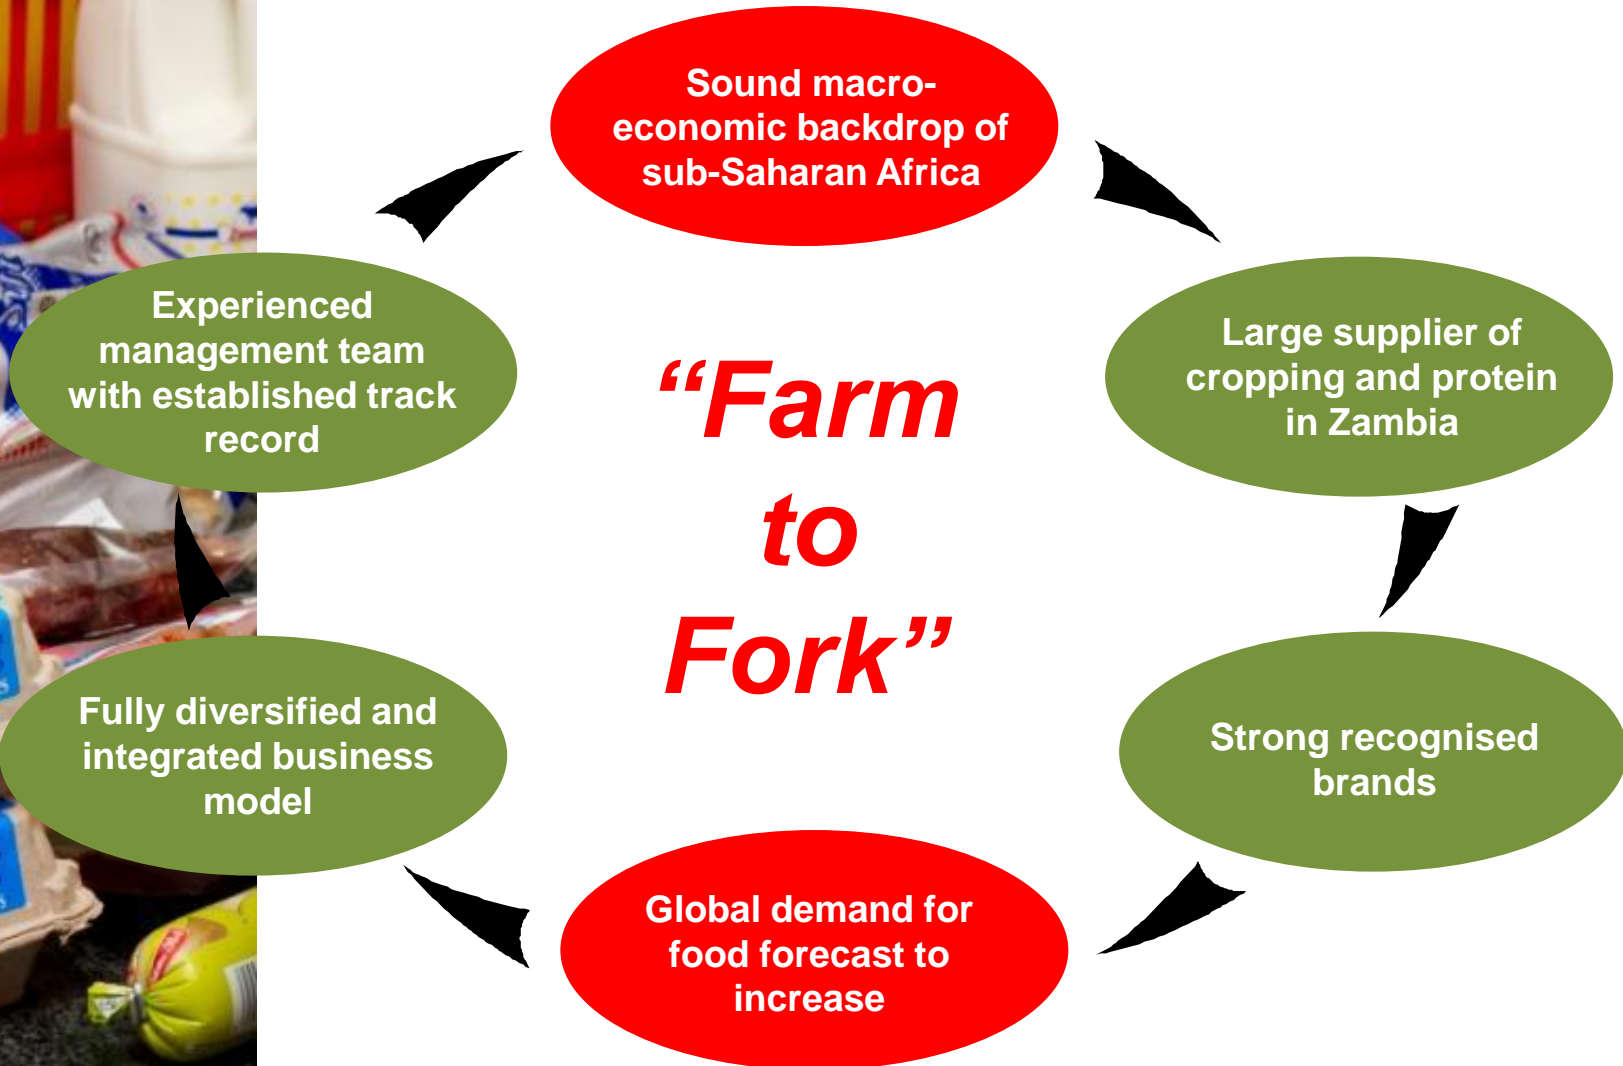 Sound macro-
economic backdrop of
sub-Saharan Africa
Large supplier of
cropping and protein
in Zambia
Strong recognised
brands
Global demand for
food forecast to
increase
Fully diversified and
integrated business
model
Experienced
management team
with established track
record
“Farm
to
Fork”